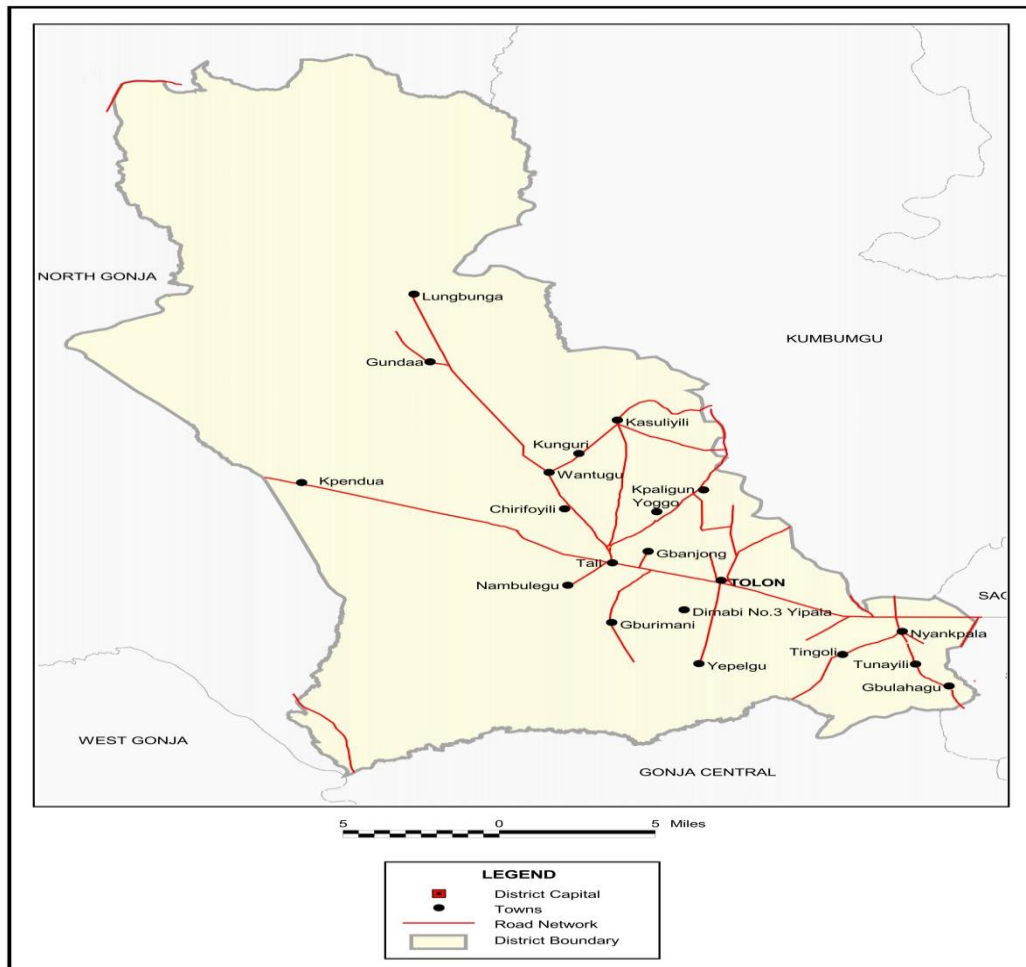 NORTH GONJA
Lungbunga
KUMBUMGU
Gundaa
Kasuliyili
Kunguri
Wantugu
Kpendua
Kpaligun
Yoggo
Chirifoyili
Gbanjong
Tali
TOLON
Nambulegu
SAG
Dimabi No.3 Yipala
Gburimani
Nyankpala
Tingoli
Tunayili
Yepelgu
Gbulahagu
WEST GONJA
GONJA CENTRAL
5 0 5 Miles
LEGEND
District Capital
Towns
Road Network
District Boundary